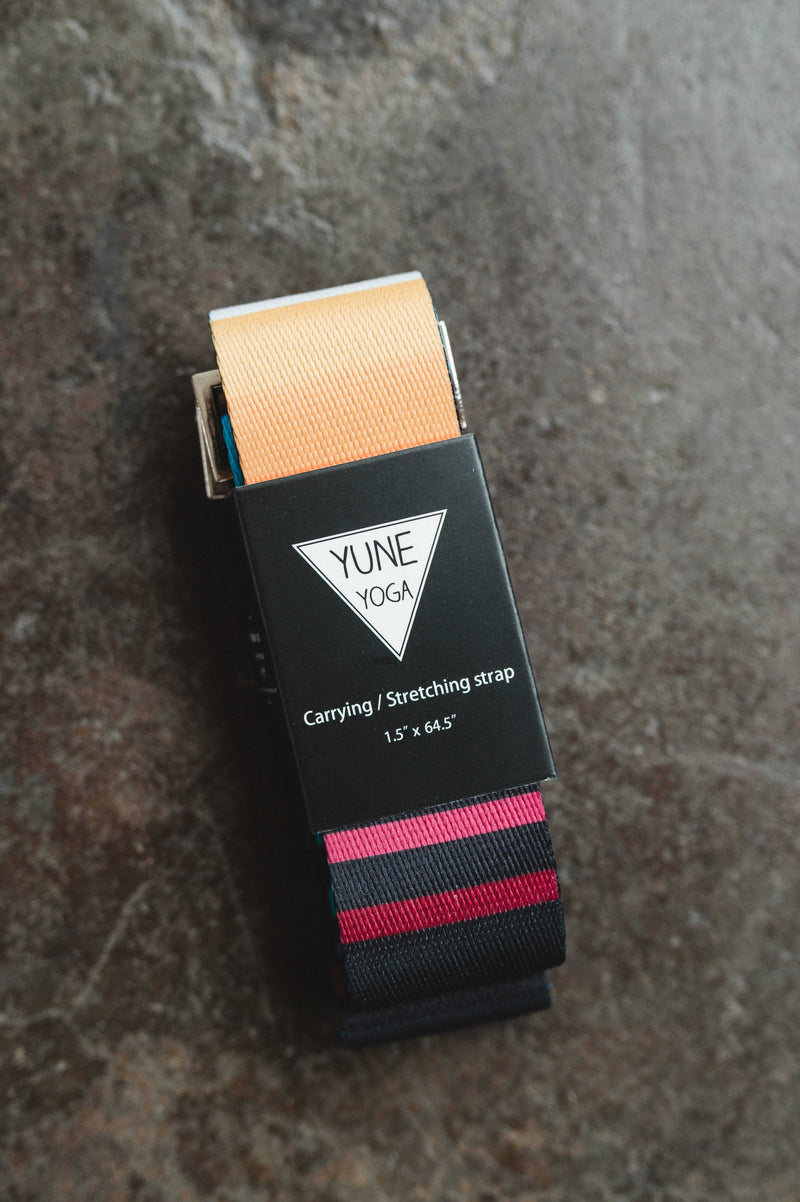 YUNE
YOGA
Carrying / Stretching strap
1.5" x 64.5"